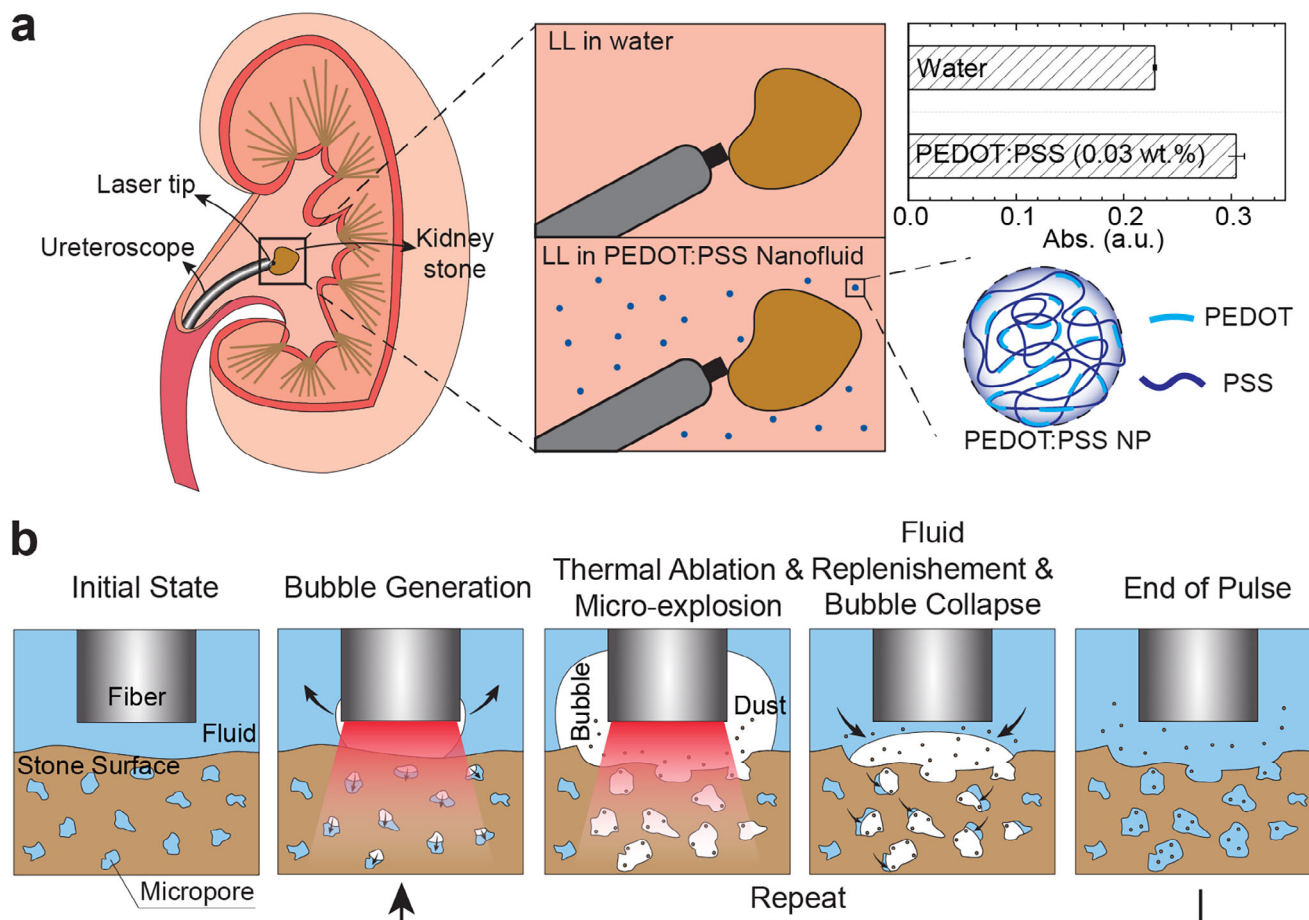 a
Laser tip
Ureteroscope
Kidney
stone
LL in water
LL in PEDOT:PSS Nanofluid
Water
PEDOT:PSS (0.03 wt.%)
0.0 0.1 0.2 0.3
Abs. (a.u.)
PEDOT
PSS
PEDOT:PSS NP
b
Initial State
Bubble Generation
Thermal Ablation &
Micro-explosion
Fluid
Replenishement &
Bubble Collapse
End of Pulse
Fiber
Fluid
Stone Surface
Micropore
Bubble
Dust
Repeat